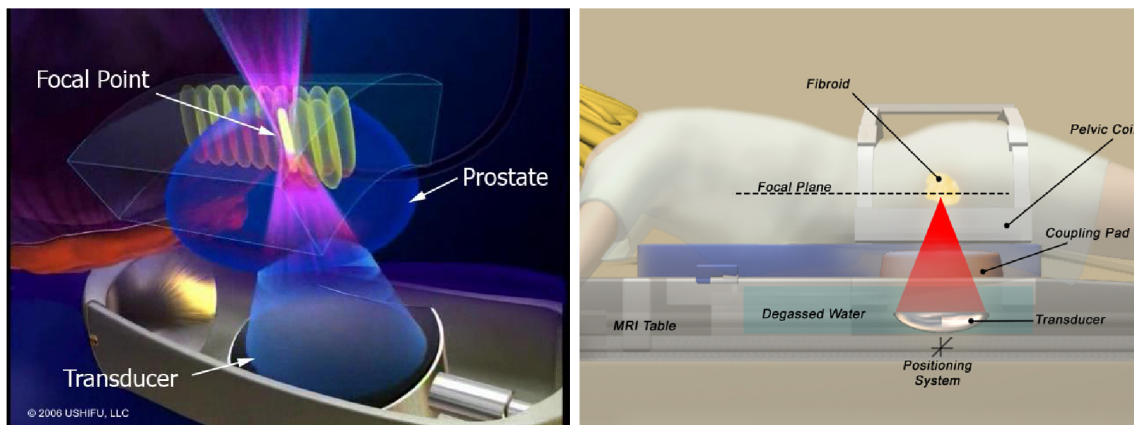 Focal Point
Prostate
Transducer
© 2006 USHIFU, LLC
Fibroid
Pelvic Coil
Focal Plane
Coupling Pad
Degassed Water
MRI Table
Transducer
Positioning
System